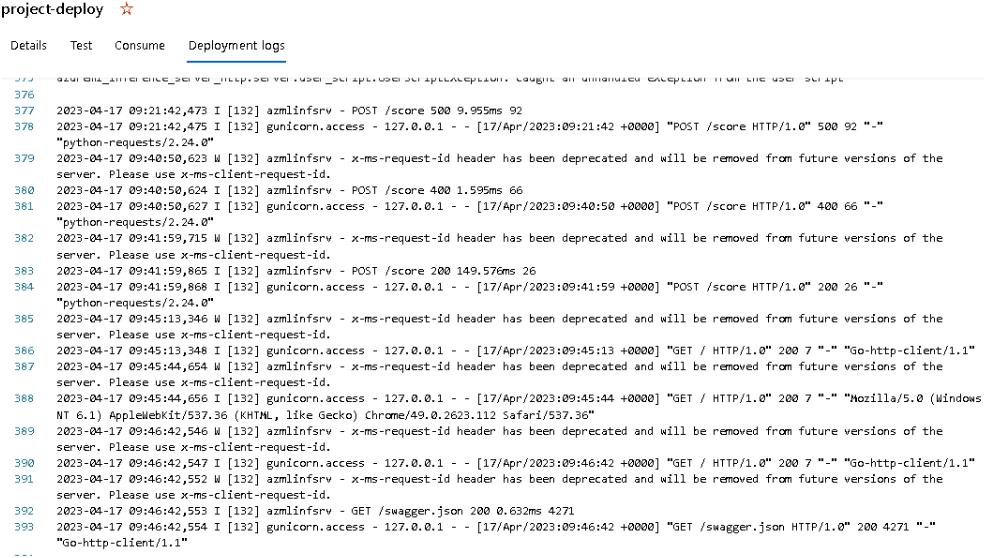 project-deploy
Details Test Consume Deployment logs
375 azureml_inference_server_http.server.user_script.UserScriptException: Caught an unhandled exception from the user script
376
377 2023-04-17 09:21:42,473 I [132] azmlinfsrv - POST /score 500 9.955ms 92
378 2023-04-17 09:21:42,475 I [132] gunicorn.access - 127.0.0.1 - - [17/Apr/2023:09:21:42 +0000] "POST /score HTTP/1.0" 500 92 "-"
"python-requests/2.24.0"
379 2023-04-17 09:40:50,623 W [132] azmlinfsrv - x-ms-request-id header has been deprecated and will be removed from future versions of the
server. Please use x-ms-client-request-id.
380 2023-04-17 09:40:50,624 I [132] azmlinfsrv - POST /score 400 1.595ms 66
381 2023-04-17 09:40:50,627 I [132] gunicorn.access - 127.0.0.1 - - [17/Apr/2023:09:40:50 +0000] "POST /score HTTP/1.0" 400 66 "-"
"python-requests/2.24.0"
382 2023-04-17 09:41:59,715 W [132] azmlinfsrv - x-ms-request-id header has been deprecated and will be removed from future versions of the
server. Please use x-ms-client-request-id.
383 2023-04-17 09:41:59,865 I [132] azmlinfsrv - POST /score 200 149.576ms 26
384 2023-04-17 09:41:59,868 I [132] gunicorn.access - 127.0.0.1 - - [17/Apr/2023:09:41:59 +0000] "POST /score HTTP/1.0" 200 26 "-"
"python-requests/2.24.0"
385 2023-04-17 09:45:13,346 W [132] azmlinfsrv - x-ms-request-id header has been deprecated and will be removed from future versions of the
server. Please use x-ms-client-request-id.
386 2023-04-17 09:45:13,348 I [132] gunicorn.access - 127.0.0.1 - - [17/Apr/2023:09:45:13 +0000] "GET / HTTP/1.0" 200 7 "-" "Go-http-client/1.1"
387 2023-04-17 09:45:44,654 W [132] azmlinfsrv - x-ms-request-id header has been deprecated and will be removed from future versions of the
server. Please use x-ms-client-request-id.
388 2023-04-17 09:45:44,656 I [132] gunicorn.access - 127.0.0.1 - - [17/Apr/2023:09:45:44 +0000] "GET / HTTP/1.0" 200 7 "-" "Mozilla/5.0 (Windows
NT 6.1) AppleWebKit/537.36 (KHTML, like Gecko) Chrome/49.0.2623.112 Safari/537.36"
389 2023-04-17 09:46:42,546 W [132] azmlinfsrv - x-ms-request-id header has been deprecated and will be removed from future versions of the
server. Please use x-ms-client-request-id.
390 2023-04-17 09:46:42,547 I [132] gunicorn.access - 127.0.0.1 - - [17/Apr/2023:09:46:42 +0000] "GET / HTTP/1.0" 200 7 "-" "Go-http-client/1.1"
391 2023-04-17 09:46:42,552 W [132] azmlinfsrv - x-ms-request-id header has been deprecated and will be removed from future versions of the
server. Please use x-ms-client-request-id.
392 2023-04-17 09:46:42,553 I [132] azmlinfsrv - GET /swagger.json 200 0.632ms 4271
393 2023-04-17 09:46:42,554 I [132] gunicorn.access - 127.0.0.1 - - [17/Apr/2023:09:46:42 +0000] "GET /swagger.json HTTP/1.0" 200 4271 "-"
"Go-http-client/1.1"